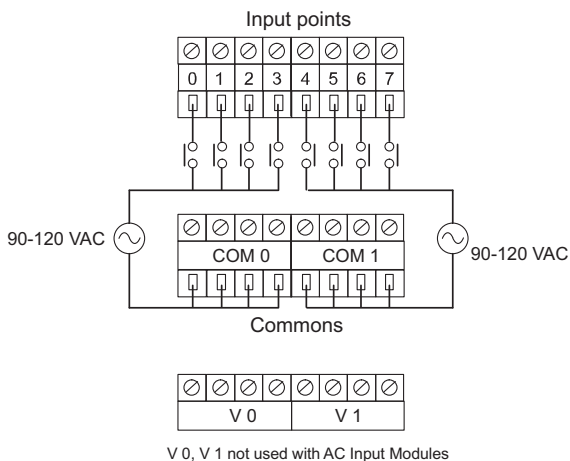 Input points
0 1 2 3 4 5 6 7
90-120 VAC
COM 0 COM 1
90-120 VAC
Commons
V 0 V 1
V 0, V 1 not used with AC Input Modules